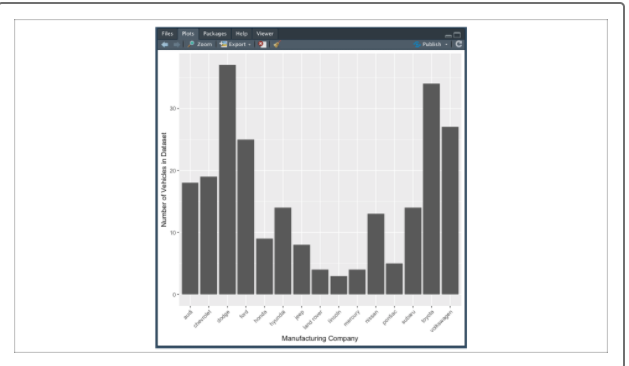 Files Plots Packages Help Viewer
Zoom Export Publish
Number of Vehicles in Dataset
30
20
10
0
audi chevrolet dodge ford honda hyundai jeep land rover lincoln mercury nissan pontiac subaru toyota volkswagen
Manufacturing Company